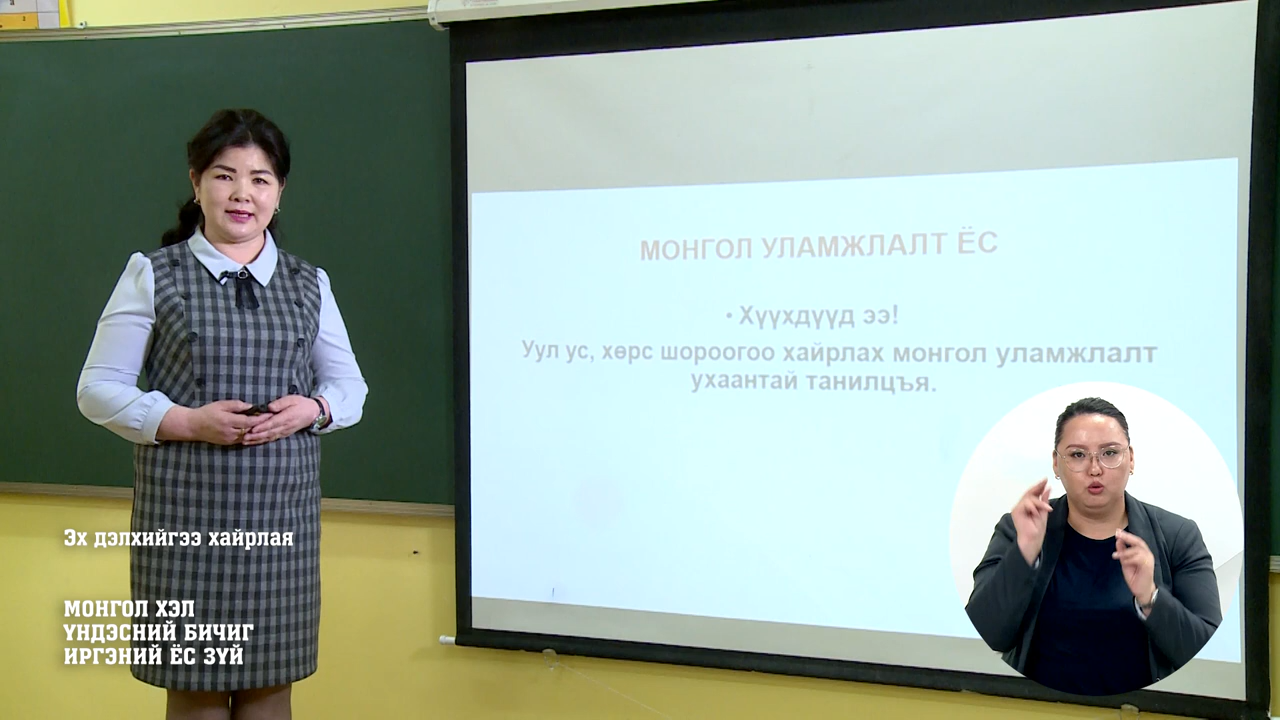 МОНГОЛ УЛАМЖЛАЛТ ЁС
• Хүүхдүүд ээ!
Уул ус, хөрс шороогоо хайрлах монгол уламжлалт
ухаантай танилцъя.
Эх дэлхийгээ хайрлая
МОНГОЛ ХЭЛ
ҮНДЭСНИЙ БИЧИГ
ИРГЭНИЙ ЁС ЗҮЙ